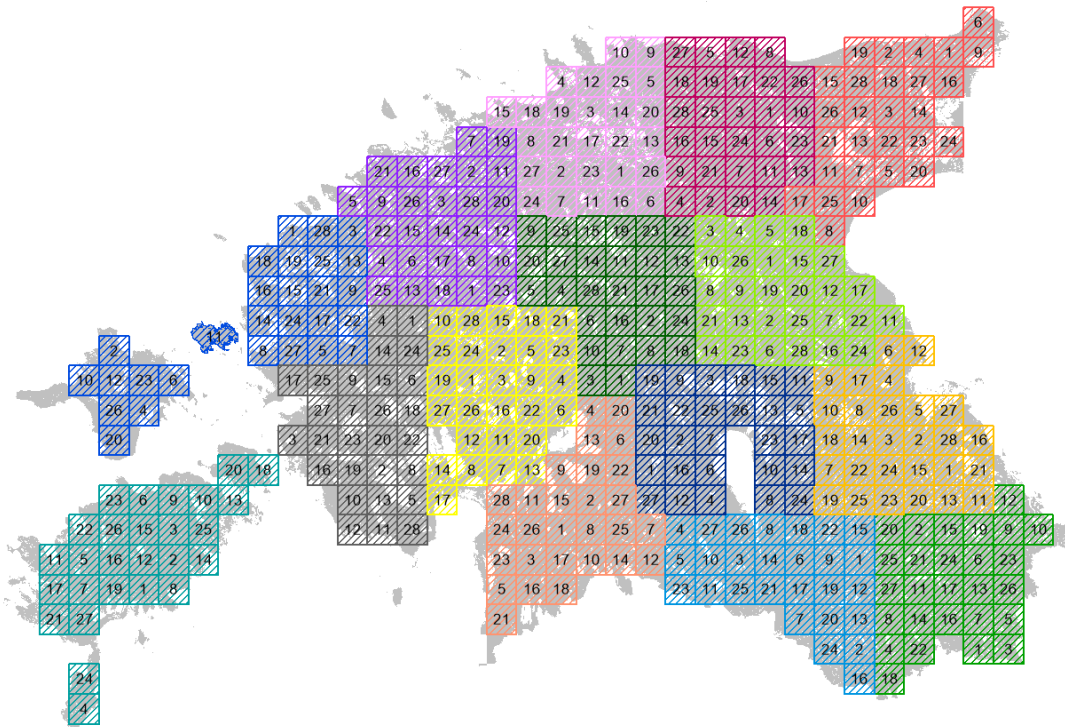 6
10 9 27 5 12 8 19 2 4 1 9
4 12 25 5 18 19 17 22 26 15 28 18 27 16
15 18 19 3 14 20 28 25 3 1 10 26 12 3 14
7 19 8 21 17 22 13 16 15 24 6 23 21 13 22 23 24
21 16 27 2 11 27 2 23 1 26 9 21 7 11 13 11 7 5 20
5 9 26 3 28 20 24 7 11 16 6 4 2 20 14 17 25 10
1 28 3 22 15 14 24 12 9 25 15 19 23 22 3 4 5 18 8
18 19 25 13 4 6 17 8 10 20 27 14 11 12 13 10 26 1 15 27
16 15 21 9 25 13 18 1 23 5 4 28 21 17 26 8 9 19 20 12 17
14 24 17 22 4 1 10 28 15 18 21 6 16 2 24 21 13 2 25 7 22 11
11
2 8 27 5 7 14 24 25 24 2 5 23 10 7 8 18 14 23 6 28 16 24 6 12
10 12 23 6 17 25 9 15 6 19 1 3 9 4 3 1 19 9 3 18 15 11 9 17 4
26 4 27 7 26 18 27 26 16 22 6 4 20 21 22 25 26 13 5 10 8 26 5 27
20 3 21 23 20 22 12 11 20 13 6 20 2 7 23 17 18 14 3 2 28 16
20 18 16 19 2 8 14 8 7 13 9 19 22 1 16 6 10 14 7 22 24 15 1 21
23 6 9 10 13 10 13 5 17 28 11 15 2 27 27 12 4 8 24 19 25 23 20 13 11 12
22 26 15 3 25 12 11 28 24 26 1 8 25 7 4 27 26 8 18 22 15 20 2 15 19 9 10
11 5 16 12 2 14 23 3 17 10 14 12 5 10 3 14 6 9 1 25 21 24 6 23
17 7 19 1 8 5 16 18 23 11 25 21 17 19 12 27 11 17 13 26
21 27 21 7 20 13 8 14 16 7 5
24 2 4 22 1 3
24 16 18
4